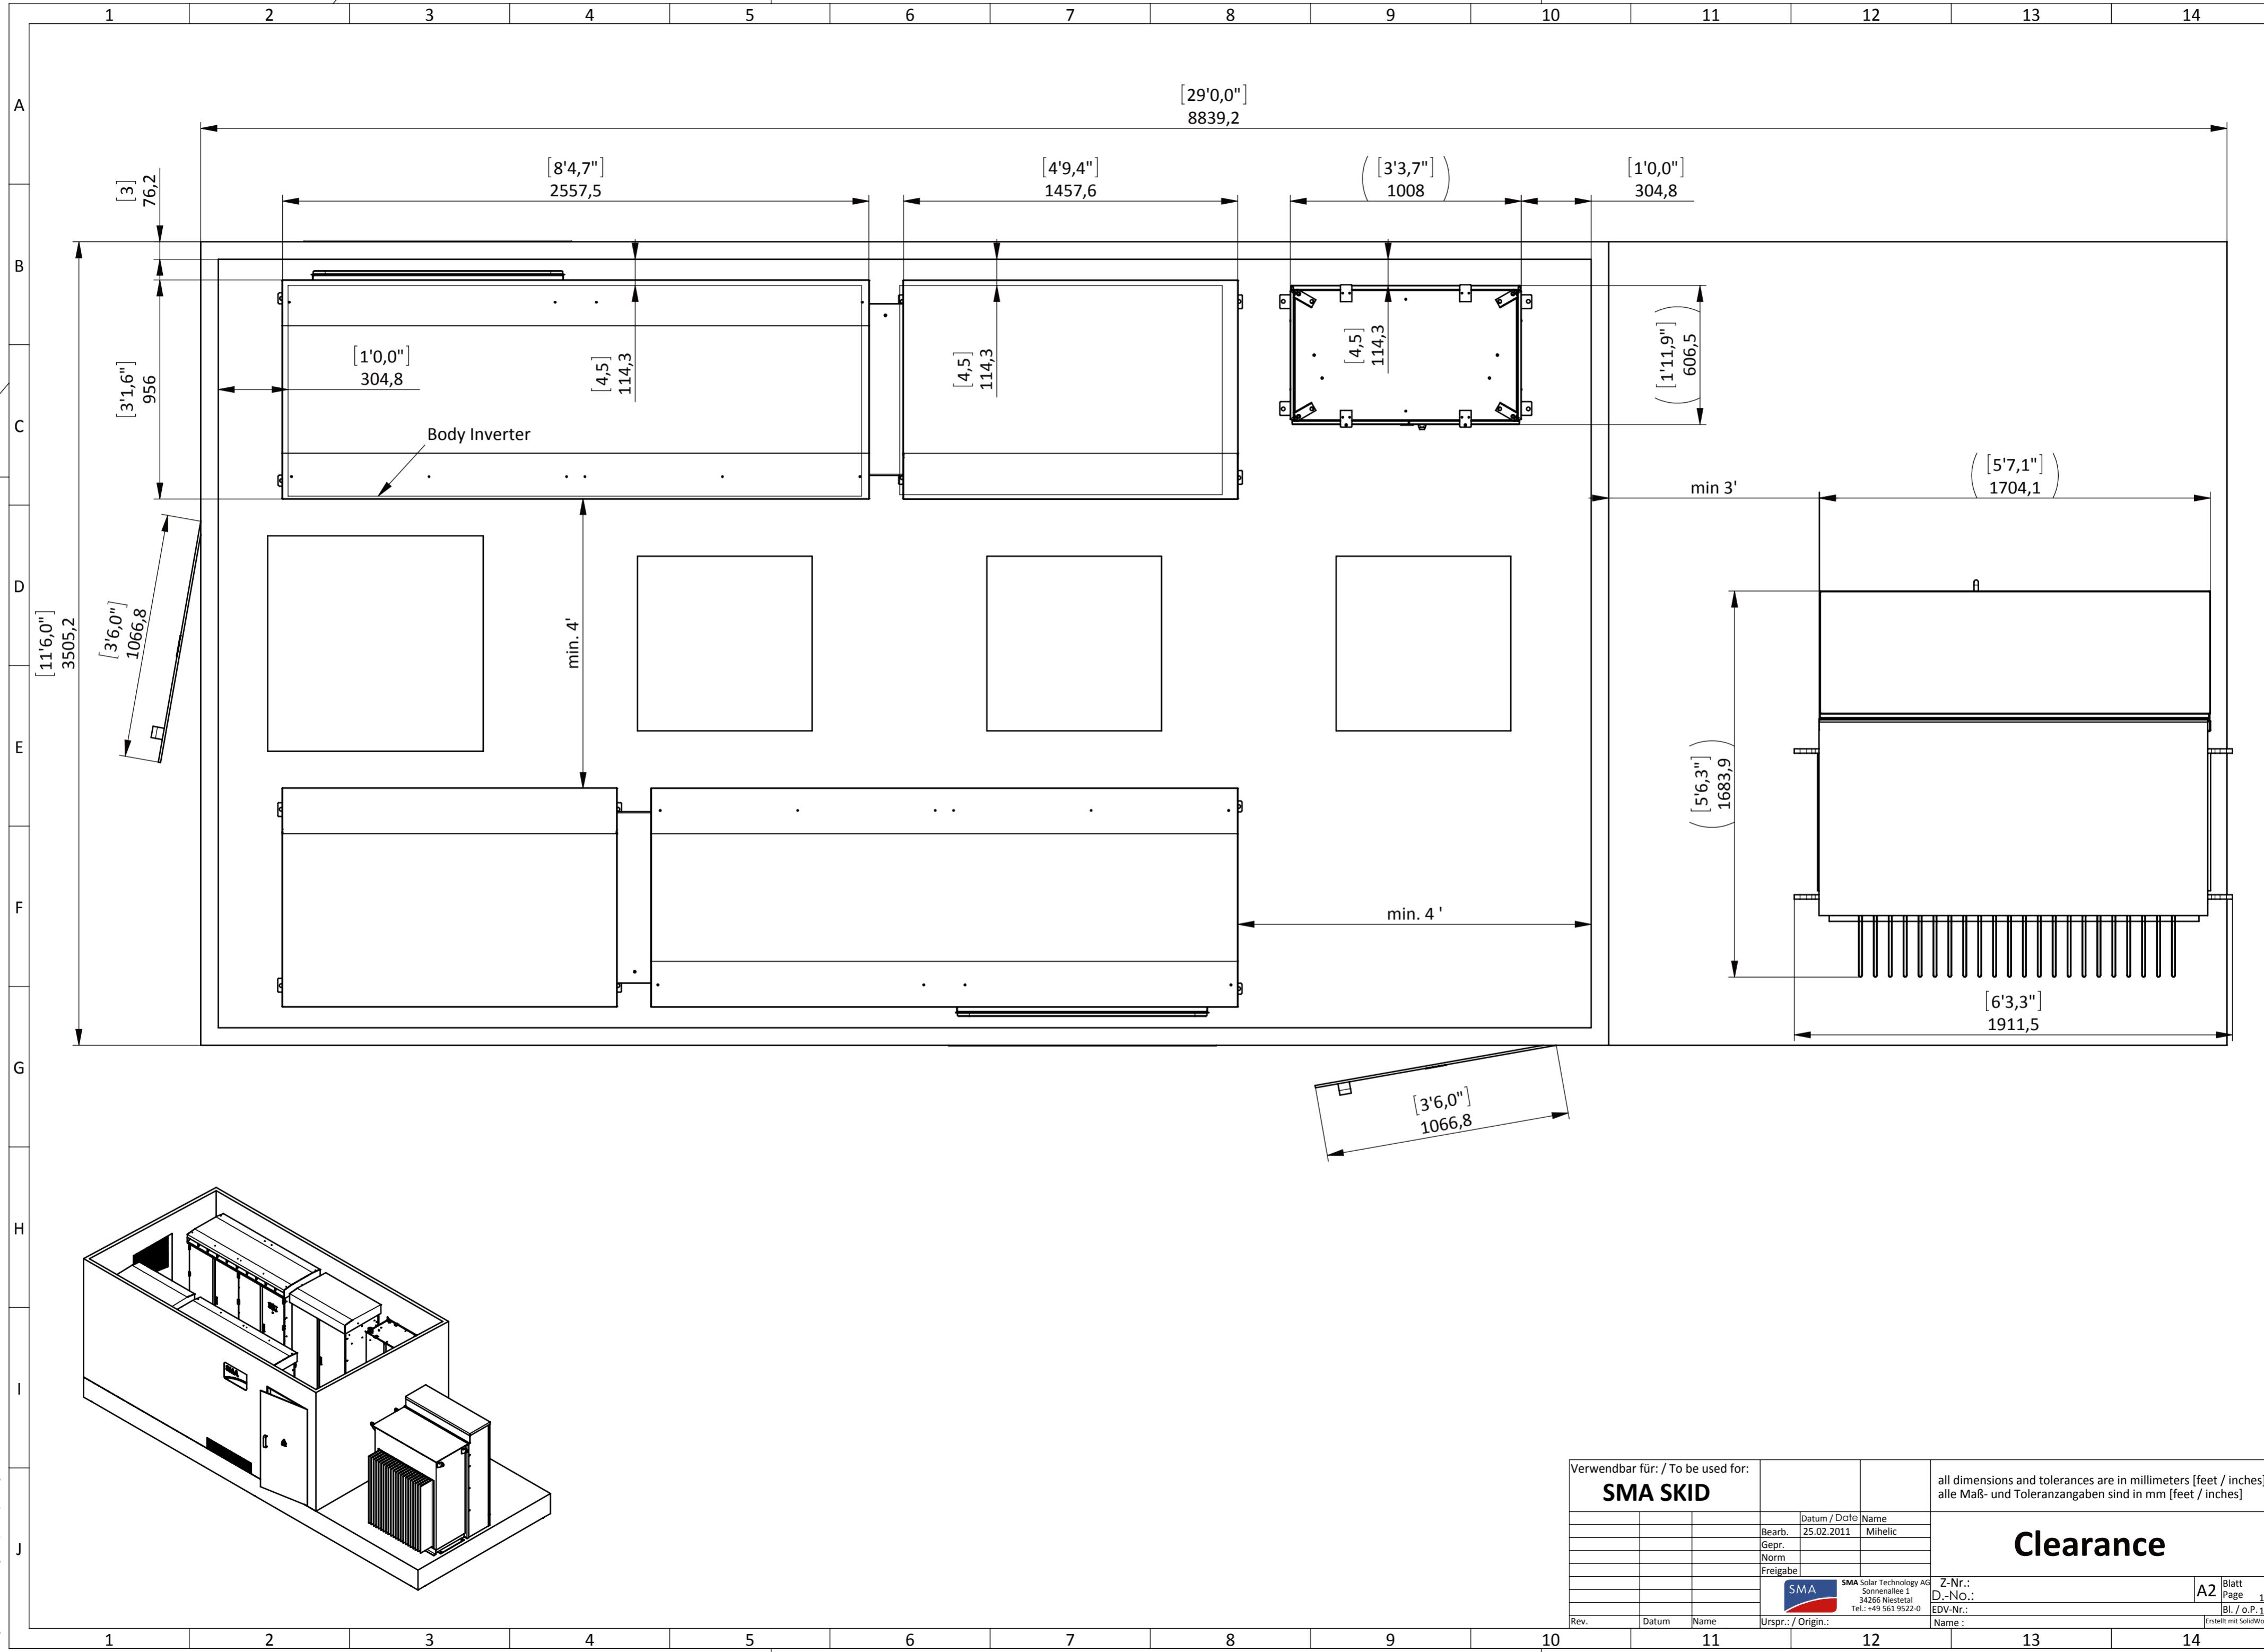 1 2 3 4 5 6 7 8 9 10 11 12 13 14
A
B
C
D
E
F
G
H
I
J
[29'0,0"]
8839,2
[8'4,7"]
2557,5
[4'9,4"]
1457,6
([3'3,7"])
1008
[1'0,0"]
304,8
[3]
76,2
[3'1,6"]
956
[1'0,0"]
304,8
[4,5]
114,3
[4,5]
114,3
[4,5]
114,3
([1'11,9"])
606,5
Body Inverter
min 3'
([5'7,1"])
1704,1
[11'6,0"]
3505,2
[3'6,0"]
1066,8
min. 4'
([5'6,3"])
1683,9
min. 4 '
[6'3,3"]
1911,5
[3'6,0"]
1066,8
SMA
Verwendbar für: / To be used for:
SMA SKID
all dimensions and tolerances are in millimeters [feet / inches]
alle Maß- und Toleranzangaben sind in mm [feet / inches]
Datum / Date Name
Bearb. 25.02.2011 Mihelic
Gepr.
Norm
Freigabe
Clearance
SMA
SMA Solar Technology AG
Sonnenallee 1
34266 Niestetal
Tel.: +49 561 9522-0
Z-Nr.:
D.-No.:
EDV-Nr.:
Name :
A2
Blatt
Page 1
Bl. / o.P. 1
Erstellt mit
Rev. Datum Name Urspr.: / Origin.:
1 2 3 4 5 6 7 8 9 10 11 12 13 14